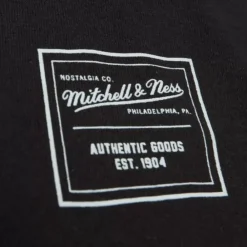 NOSTALGIA CO.
Mitchell & Ness
PHILADELPHIA, PA.
AUTHENTIC GOODS
EST. 1904